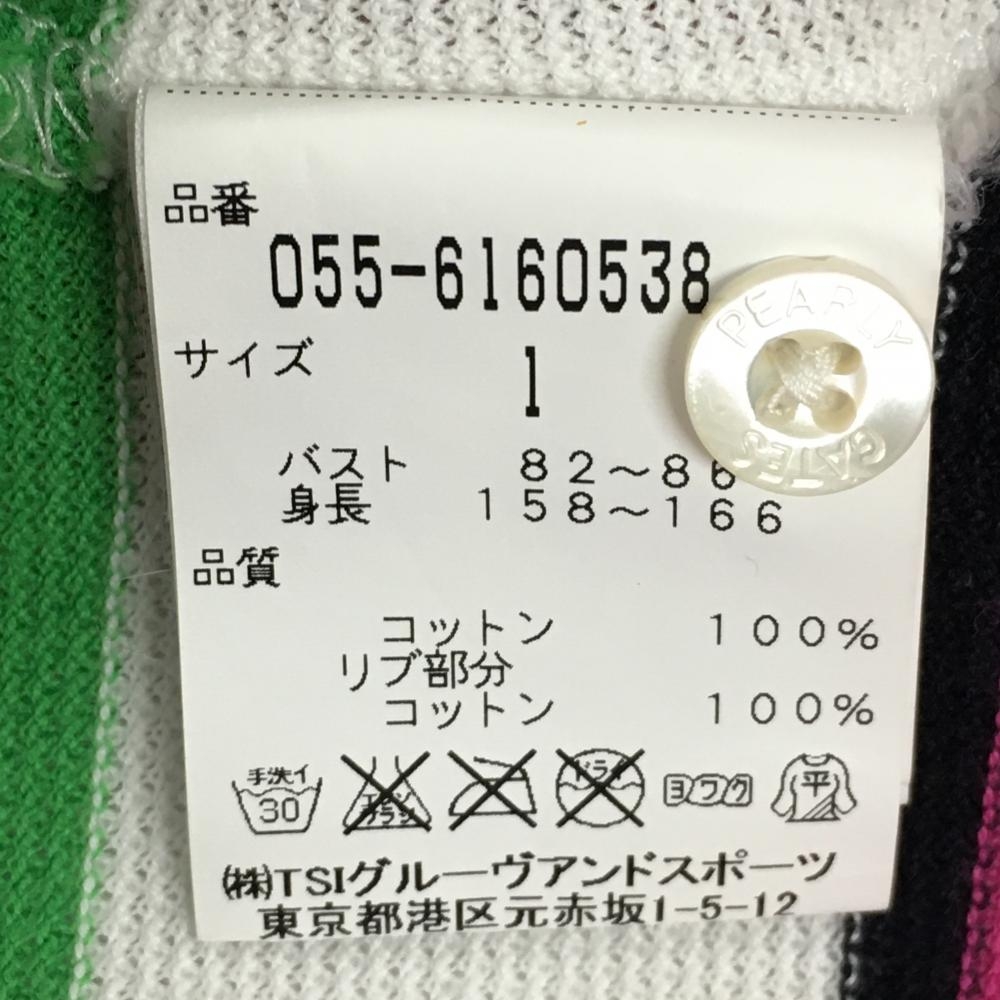 品番
055-6160538
サイズ 1
バスト 82～86
身長 158～166
品質
コットン 100%
リブ部分
コットン 100%
手洗イ
30
エンソ
ドライ
ヨワク
平
㈱TSIグルーヴアンドスポーツ
東京都港区元赤坂1-5-12
PEARLY
GATES